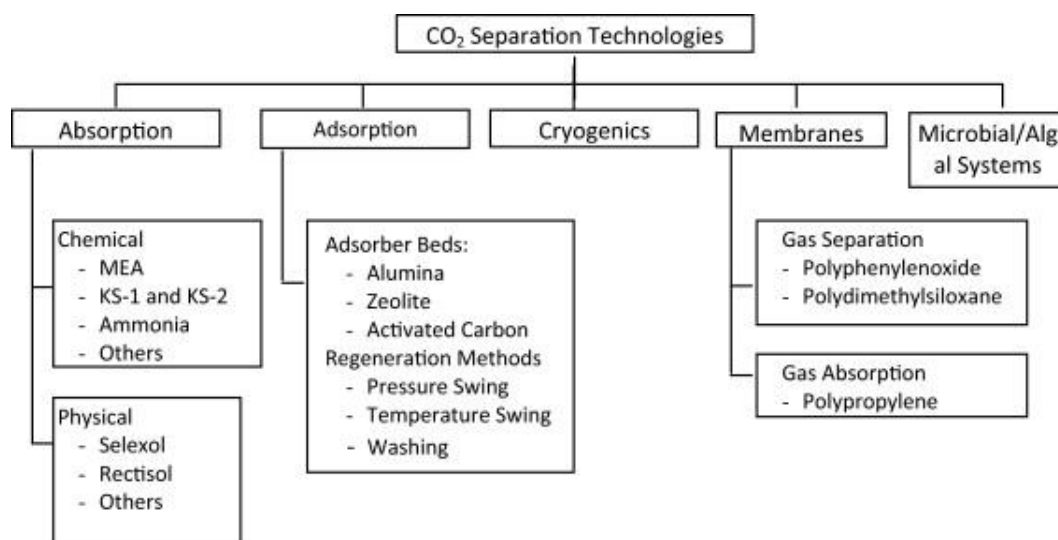 CO₂ Separation Technologies
Absorption
Adsorption
Cryogenics
Membranes
Microbial/Alg
al Systems
Chemical
- MEA
- KS-1 and KS-2
- Ammonia
- Others
Physical
- Selexol
- Rectisol
- Others
Adsorber Beds:
- Alumina
- Zeolite
- Activated Carbon
Regeneration Methods
- Pressure Swing
- Temperature Swing
- Washing
Gas Separation
- Polyphenylenoxide
- Polydimethylsiloxane
Gas Absorption
- Polypropylene